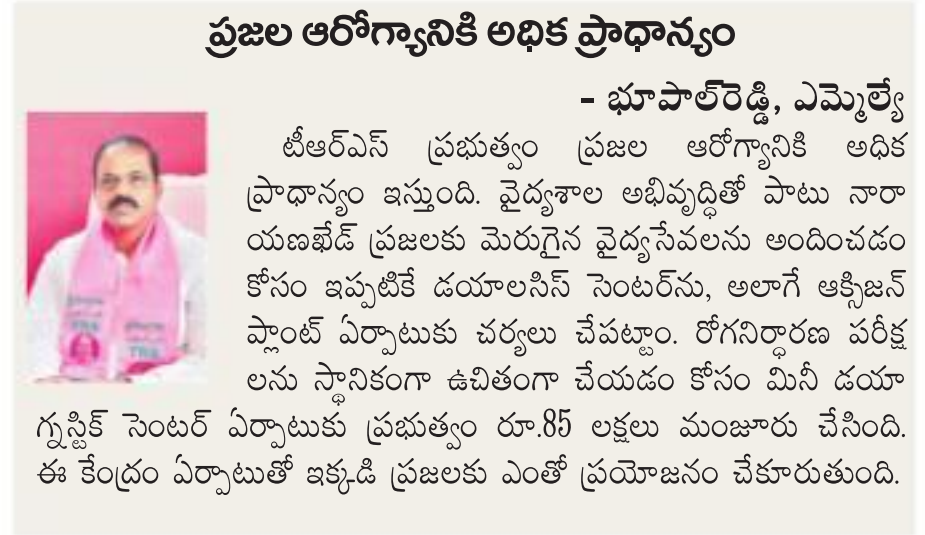 ప్రజల ఆరోగ్యానికి అధిక ప్రాధాన్యం
- భూపాల్‌రెడ్డి, ఎమ్మెల్యే
టీఆర్ఎస్ ప్రభుత్వం ప్రజల ఆరోగ్యానికి అధిక
ప్రాధాన్యం ఇస్తుంది. వైద్యశాల అభివృద్ధితో పాటు నారా
యణఖేడ్ ప్రజలకు మెరుగైన వైద్యసేవలను అందించడం
కోసం ఇప్పటికే డయాలసిస్ సెంటర్‌ను, అలాగే ఆక్సిజన్
ప్లాంట్ ఏర్పాటుకు చర్యలు చేపట్టాం. రోగనిర్ధారణ పరీక్ష
లను స్థానికంగా ఉచితంగా చేయడం కోసం మినీ డయా
గ్నస్టిక్ సెంటర్ ఏర్పాటుకు ప్రభుత్వం రూ.85 లక్షలు మంజూరు చేసింది.
ఈ కేంద్రం ఏర్పాటుతో ఇక్కడి ప్రజలకు ఎంతో ప్రయోజనం చేకూరుతుంది.